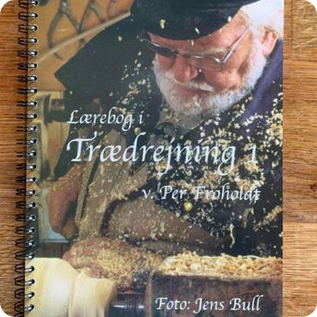 Lærebog i
Trædrejning 1
v. Per Froholdt
Foto: Jens Bull